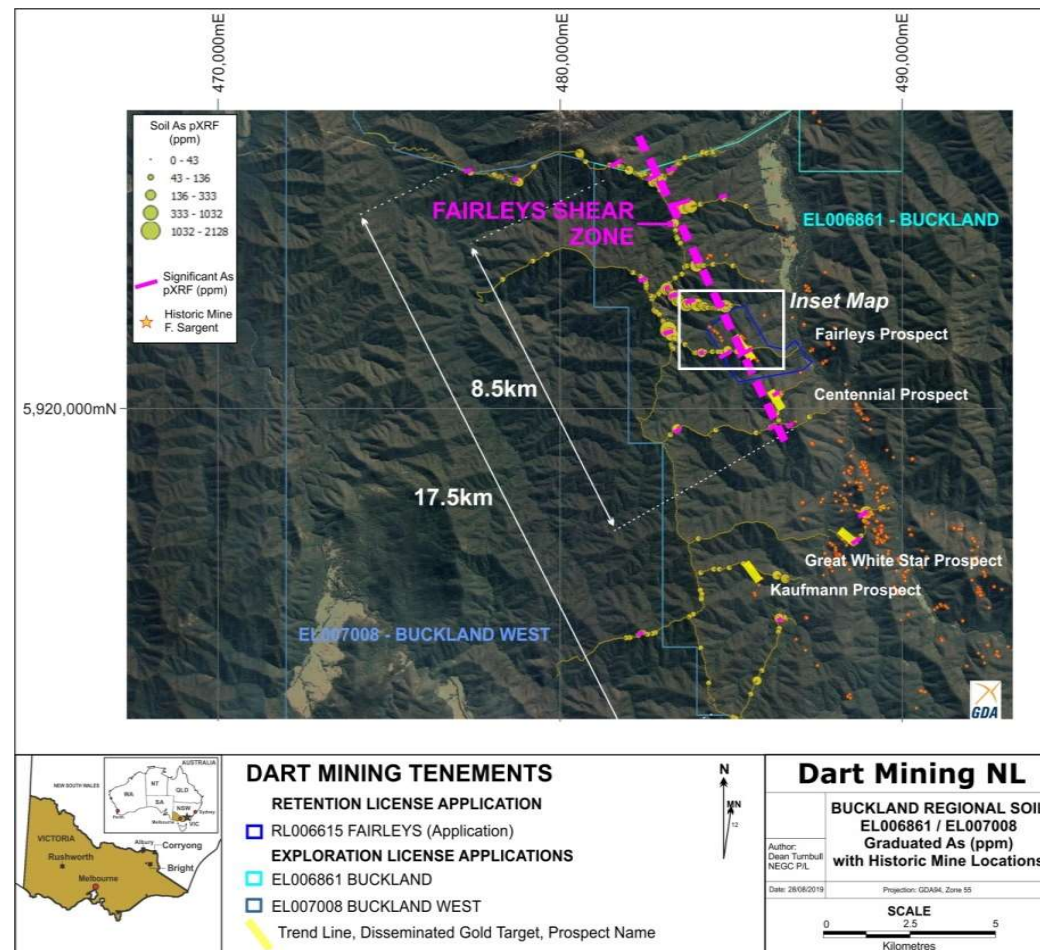 470,000mE
480,000mE
490,000mE
Soil As pXRF
(ppm)
0 - 43
43 - 136
136 - 333
333 - 1032
1032 - 2128
Significant As
pXRF (ppm)
Historic Mine
F. Sargent
FAIRLEYS SHEAR
ZONE
EL006861 - BUCKLAND
Inset Map
Fairleys Prospect
8.5km
Centennial Prospect
5,920,000mN
17.5km
Great White Star Prospect
Kaufmann Prospect
EL007008 - BUCKLAND WEST
GDA
NEW SOUTH WALES
VICTORIA
Rushworth
Melbourne
Albury
Corryong
Bright
AUSTRALIA
WA
NT
QLD
SA
NSW
VIC
Perth
Sydney
Melbourne
DART MINING TENEMENTS
RETENTION LICENSE APPLICATION
RL006615 FAIRLEYS (Application)
EXPLORATION LICENSE APPLICATIONS
EL006861 BUCKLAND
EL007008 BUCKLAND WEST
Trend Line, Disseminated Gold Target, Prospect Name
N
MN
12
Dart Mining NL
Author:
Dean Turnbull
NEGC P/L
BUCKLAND REGIONAL SOIL
EL006861 / EL007008
Graduated As (ppm)
with Historic Mine Locations
Date: 28/08/2019
Projection: GDA94, Zone 55
SCALE
0 2.5 5
Kilometres